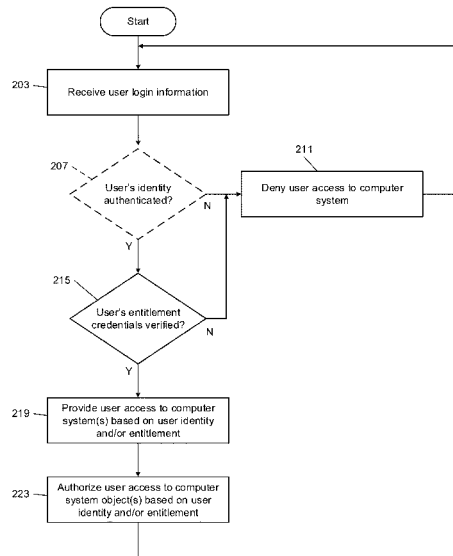 Start
203
Receive user login information
207
User's identity
authenticated?
N
Y
211
Deny user access to computer
system
215
User's entitlement
credentials verified?
N
Y
219
Provide user access to computer
system(s) based on user identity
and/or entitlement
223
Authorize user access to computer
system object(s) based on user
identity and/or entitlement